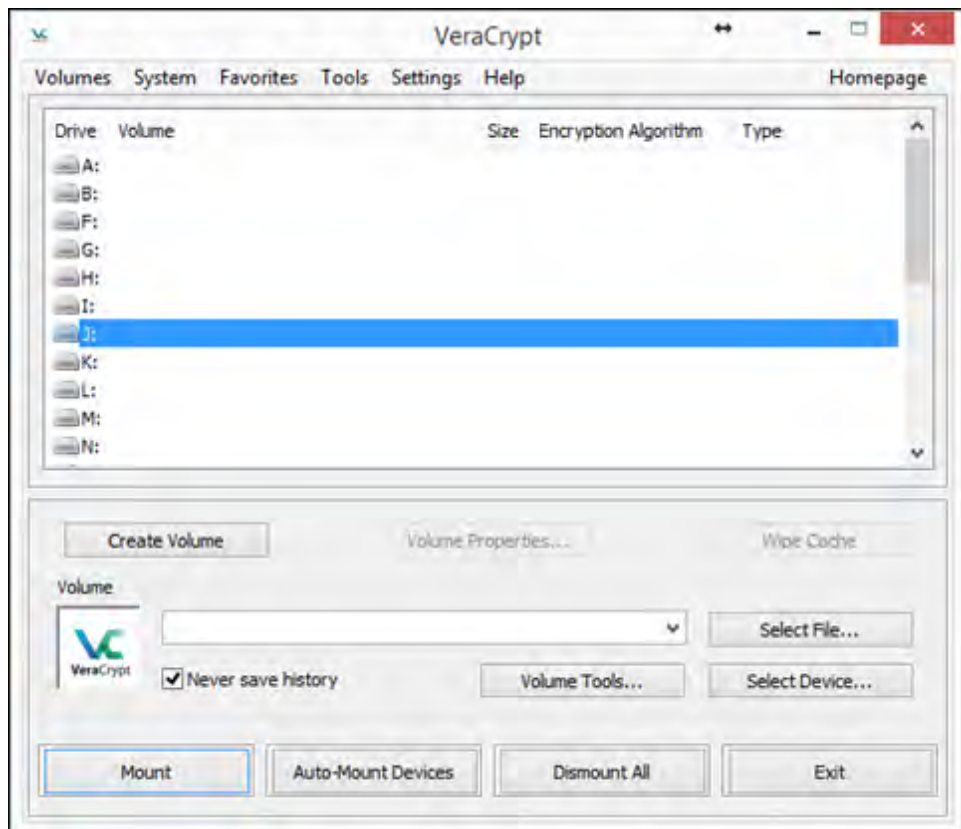 VeraCrypt
Volumes System Favorites Tools Settings Help Homepage
Drive Volume Size Encryption Algorithm Type
A:
B:
F:
G:
H:
I:
J:
K:
L:
M:
N:
Create Volume Volume Properties... Wipe Cache
Volume
VeraCrypt
Select File...
Never save history Volume Tools... Select Device...
Mount Auto-Mount Devices Dismount All Exit